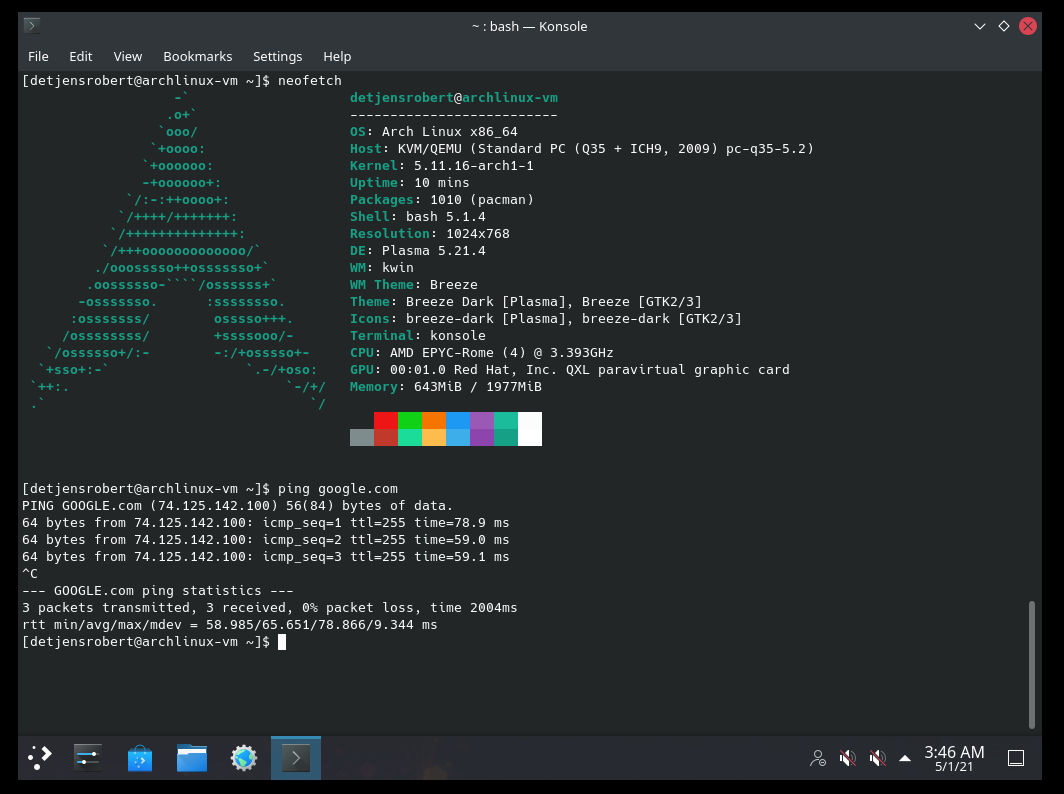 ~ : bash — Konsole
File Edit View Bookmarks Settings Help
[detjensrobert@archlinux-vm ~]$ neofetch
                   -`                    detjensrobert@archlinux-vm
                  .o+`                   --------------------------
                 `ooo/                   OS: Arch Linux x86_64
                `+oooo:                  Host: KVM/QEMU (Standard PC (Q35 + ICH9, 2009) pc-q35-5.2)
               `+oooooo:                 Kernel: 5.11.16-arch1-1
               -+oooooo+:                Uptime: 10 mins
             `/:-:++oooo+:               Packages: 1010 (pacman)
            `/++++/+++++++:              Shell: bash 5.1.4
           `/++++++++++++++:             Resolution: 1024x768
          `/+++ooooooooooooo/`           DE: Plasma 5.21.4
         ./ooosssso++osssssso+`          WM: kwin
        .oossssso-````/ossssss+`         WM Theme: Breeze
       -osssssso.      :ssssssso.        Theme: Breeze Dark [Plasma], Breeze [GTK2/3]
      :osssssss/        osssso+++.       Icons: breeze-dark [Plasma], breeze-dark [GTK2/3]
     /ossssssss/        +ssssooo/-       Terminal: konsole
   `/ossssso+/:-        -:/+osssso+-     CPU: AMD EPYC-Rome (4) @ 3.393GHz
  `+sso+:-`                 `.-/+oso:    GPU: 00:01.0 Red Hat, Inc. QXL paravirtual graphic card
 `++:.                           `-/+/   Memory: 643MiB / 1977MiB
 .`                                 `/
[detjensrobert@archlinux-vm ~]$ ping google.com
PING GOOGLE.com (74.125.142.100) 56(84) bytes of data.
64 bytes from 74.125.142.100: icmp_seq=1 ttl=255 time=78.9 ms
64 bytes from 74.125.142.100: icmp_seq=2 ttl=255 time=59.0 ms
64 bytes from 74.125.142.100: icmp_seq=3 ttl=255 time=59.1 ms
^C
--- GOOGLE.com ping statistics ---
3 packets transmitted, 3 received, 0% packet loss, time 2004ms
rtt min/avg/max/mdev = 58.985/65.651/78.866/9.344 ms
[detjensrobert@archlinux-vm ~]$
3:46 AM
5/1/21